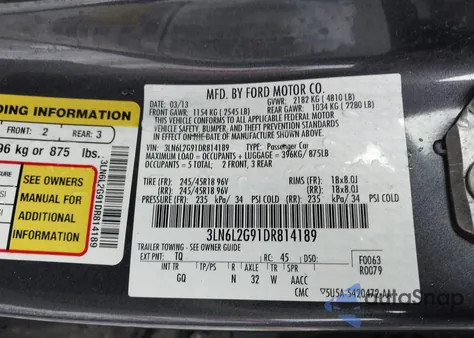 DING INFORMATION
FRONT: 2 REAR: 3
96 kg or 875 lbs.
SEE OWNERS
MANUAL
FOR
ADDITIONAL
INFORMATION
3LN6L2G91DR814189
MFD. BY FORD MOTOR CO.
03/13 GVWR: 2182 KG ( 4810 LB)
FRONT GAWR: 1154 KG ( 2545 LB) REAR GAWR: 1034 KG ( 2280 LB)
THIS VEHICLE CONFORMS TO ALL APPLICABLE FEDERAL MOTOR VEHICLE
SAFETY, BUMPER, AND THEFT PREVENTION STANDARDS IN EFFECT ON THE
DATE OF MANUFACTURE SHOWN ABOVE.
VIN: 3LN6L2G91DR814189 TYPE: Passenger Car
MAXIMUM LOAD = OCCUPANTS + LUGGAGE = 396KG/875LB
OCCUPANTS = 5 TOTAL: 2 FRONT, 3 REAR
TIRE (FR): 245/45R18 96V RIMS (FR): 18x8.0J
(RR): 245/45R18 96V (RR): 18x8.0J
PRESSURE (FR): 235 kPa/ 34 PSI COLD (RR): 235 kPa/ 34 PSI COLD
3LN6L2G91DR814189
TRAILER TOWING - SEE OWNER GUIDE
EXT PNT: TQ RC: 45 DSO: F0063
INT TR TP/PS R AXLE TR SPR R0079
GQ N 32 W AACC
CMC 5U5A-S420472-AA
AutoSnap